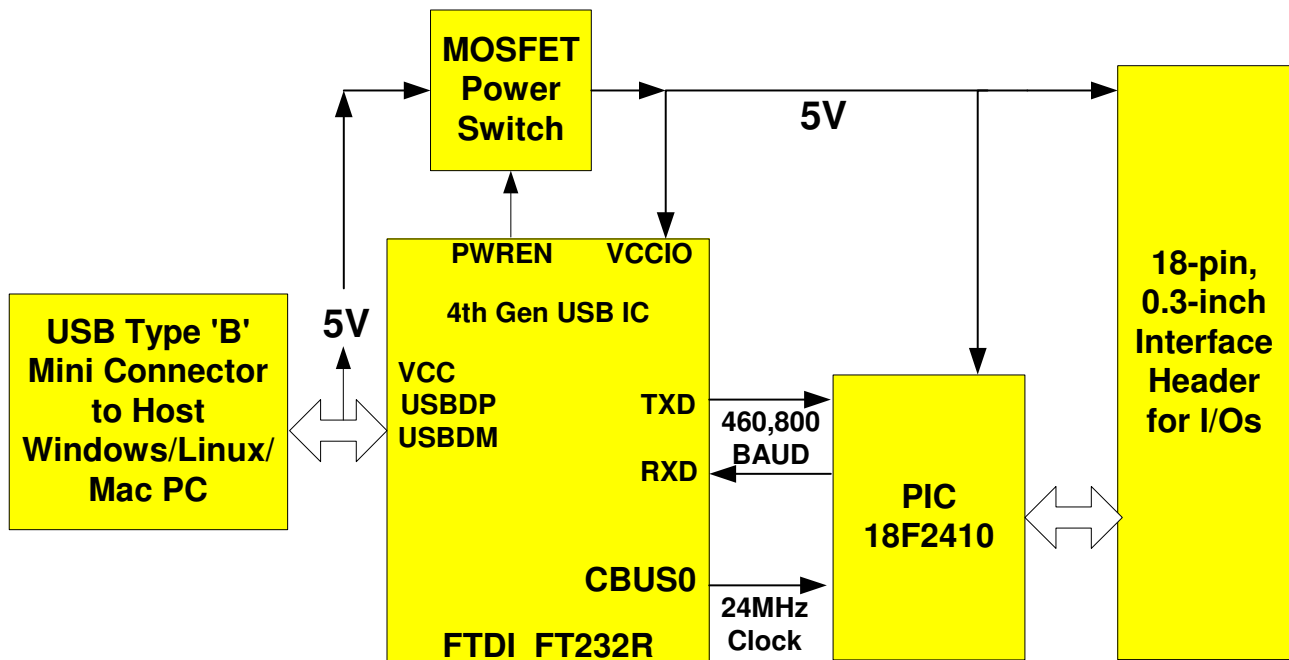 MOSFET
Power
Switch
5V
5V
PWREN VCCIO
4th Gen USB IC
VCC
USBDP
USBDM
TXD
RXD
CBUS0
FTDI FT232R
USB Type 'B'
Mini Connector
to Host
Windows/Linux/
Mac PC
460,800
BAUD
24MHz
Clock
PIC
18F2410
18-pin,
0.3-inch
Interface
Header
for I/Os